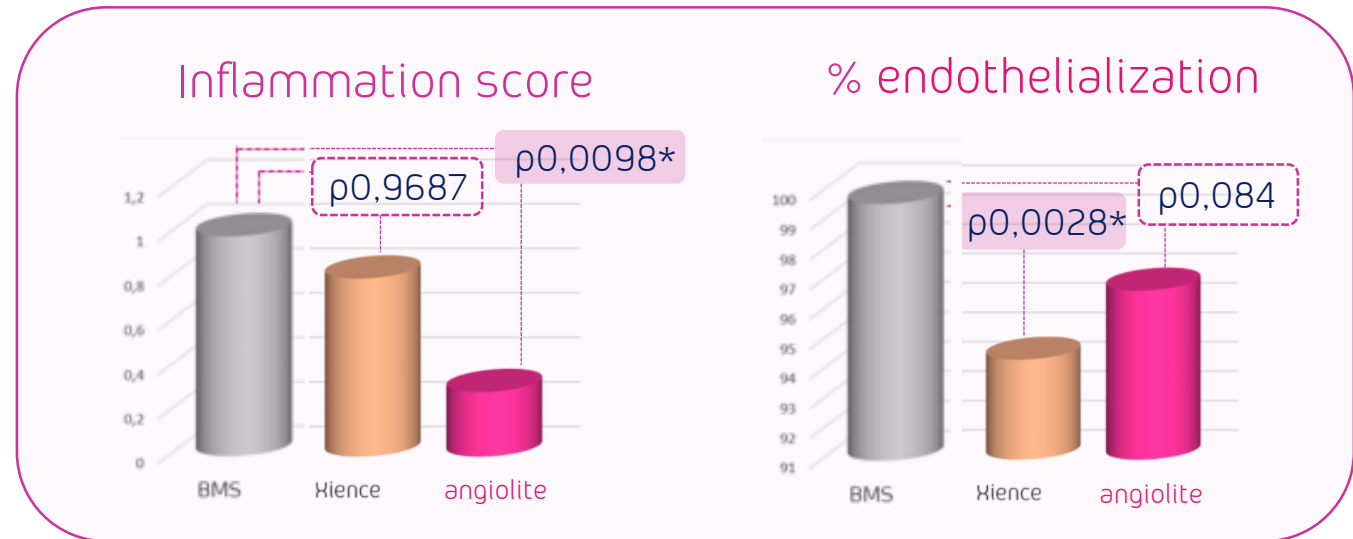 Inflammation score
ρ0,0098*
ρ0,9687
1,2
1
0,8
0,6
0,4
0,2
0
BMS
Xience
angiolite
% endothelialization
ρ0,084
ρ0,0028*
100
99
98
97
96
95
94
93
92
91
BMS
Xience
angiolite